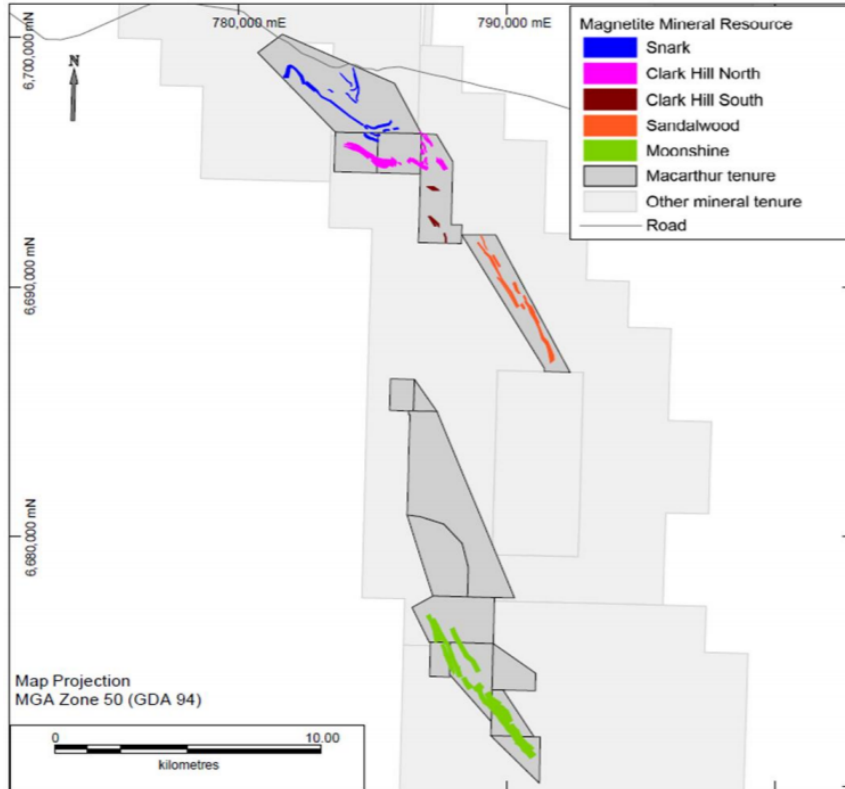 780,000 mE
790,000 mE
6,700,000 mN
6,690,000 mN
6,680,000 mN
N
Magnetite Mineral Resource
Snark
Clark Hill North
Clark Hill South
Sandalwood
Moonshine
Macarthur tenure
Other mineral tenure
Road
Map Projection
MGA Zone 50 (GDA 94)
0 10.00
kilometres